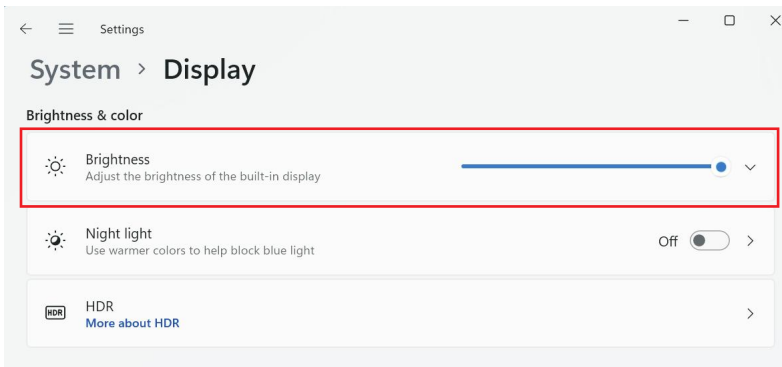 Settings
System > Display
Brightness & color
Brightness
Adjust the brightness of the built-in display
Night light
Use warmer colors to help block blue light
Off
HDR
HDR
More about HDR